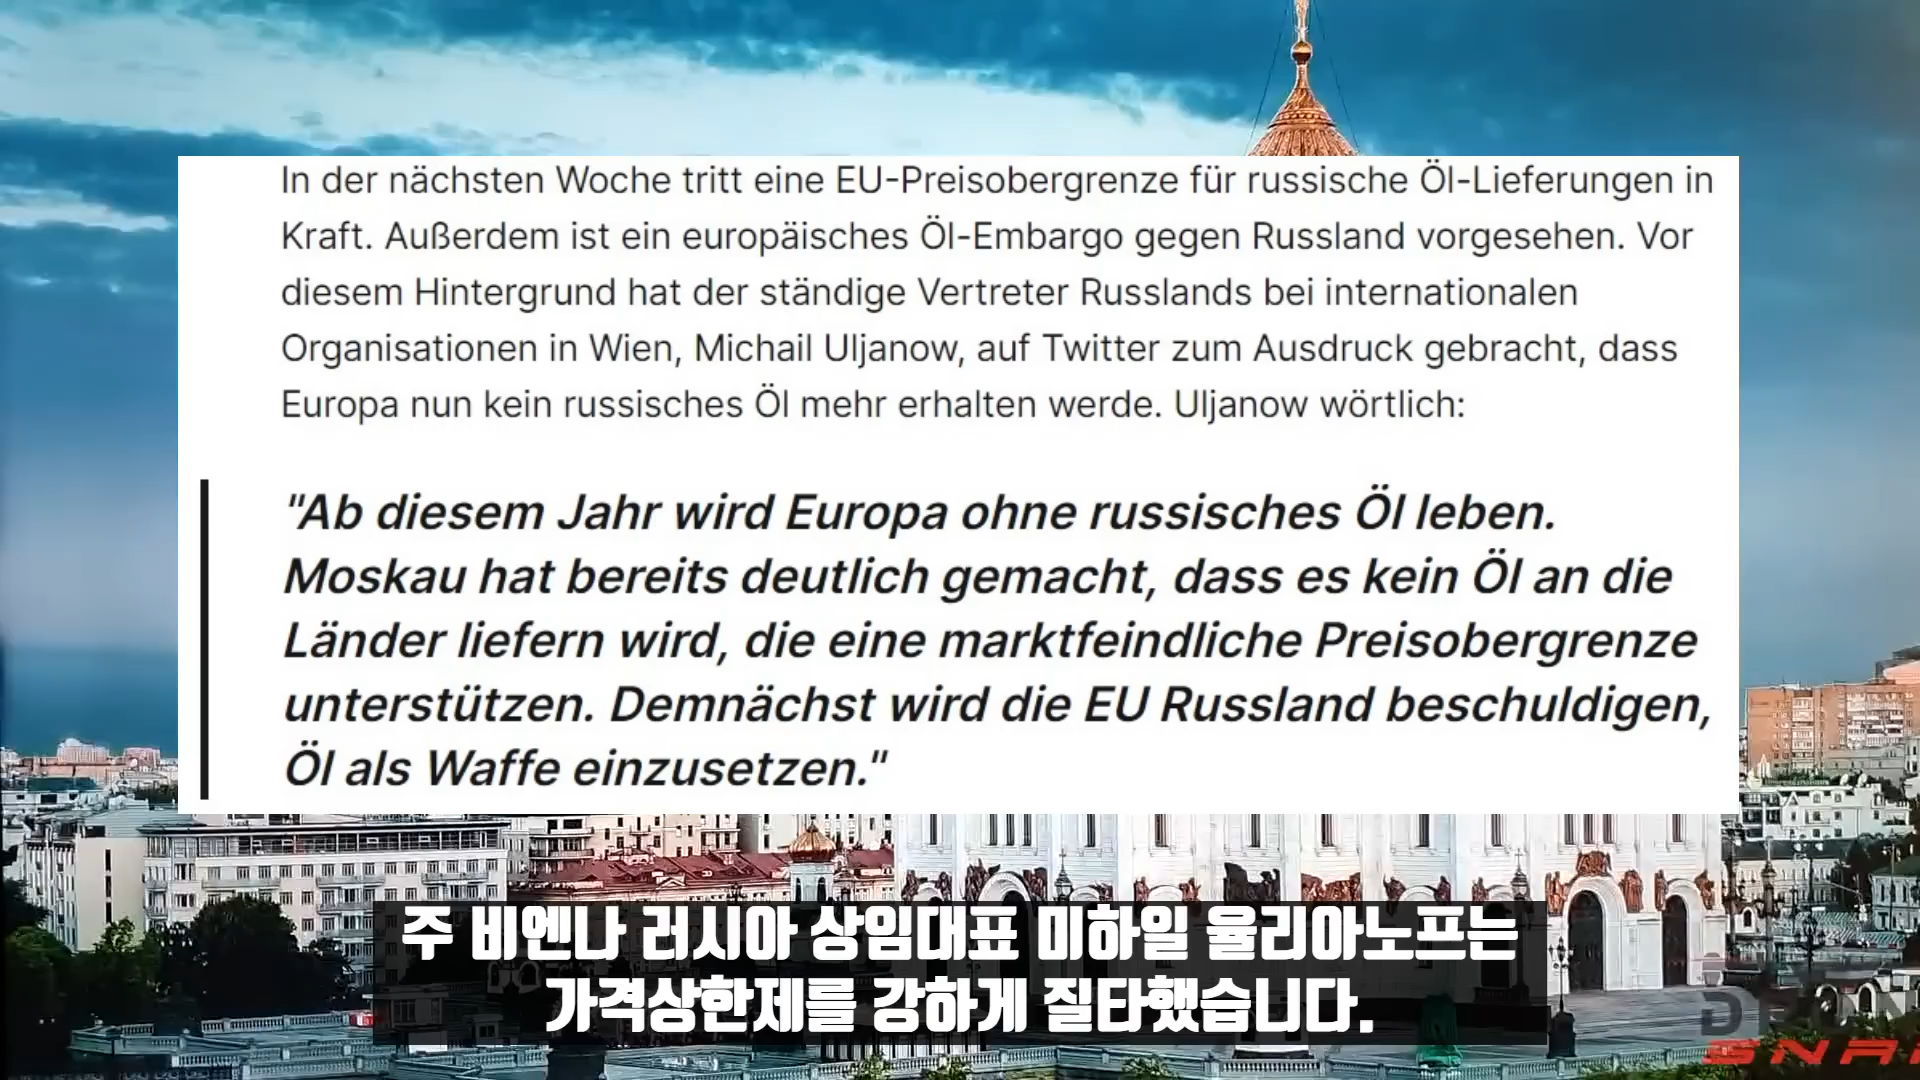 In der nächsten Woche tritt eine EU-Preisobergrenze für russische Öl-Lieferungen in
Kraft. Außerdem ist ein europäisches Öl-Embargo gegen Russland vorgesehen. Vor
diesem Hintergrund hat der ständige Vertreter Russlands bei internationalen
Organisationen in Wien, Michail Uljanow, auf Twitter zum Ausdruck gebracht, dass
Europa nun kein russisches Öl mehr erhalten werde. Uljanow wörtlich:
"Ab diesem Jahr wird Europa ohne russisches Öl leben.
Moskau hat bereits deutlich gemacht, dass es kein Öl an die
Länder liefern wird, die eine marktfeindliche Preisobergrenze
unterstützen. Demnächst wird die EU Russland beschuldigen,
Öl als Waffe einzusetzen."
주 비엔나 러시아 상임대표 미하일 율리아노프는
가격상한제를 강하게 질타했습니다.